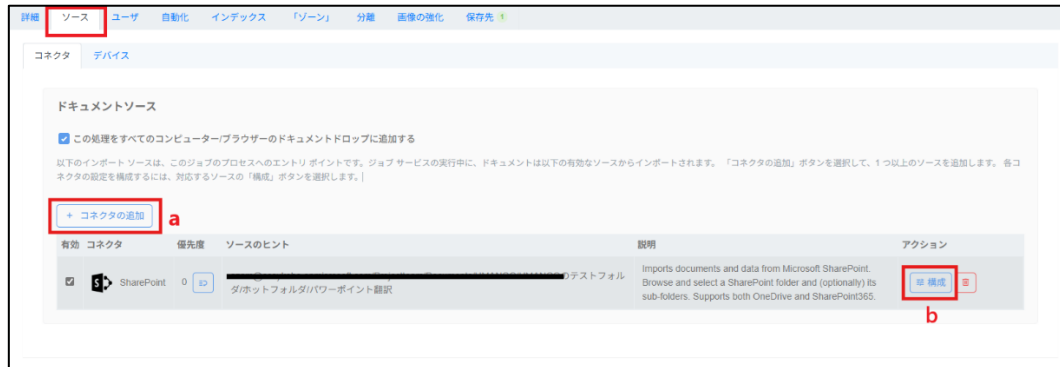 詳細 ソース ユーザ 自動化 インデックス 「ゾーン」 分離 画像の強化 保存先 1
コネクタ デバイス
ドキュメントソース
この処理をすべてのコンピューター/ブラウザーのドキュメントドロップに追加する
以下のインポート ソースは、このジョブのプロセスへのエントリ ポイントです。ジョブ サービスの実行中に、ドキュメントは以下の有効なソースからインポートされます。 「コネクタの追加」ボタンを選択して、1 つ以上のソースを追加します。 各コ
ネクタの設定を構成するには、対応するソースの「構成」ボタンを選択します。
+ コネクタの追加 a
有効 コネクタ 優先度 ソースのヒント 説明 アクション
SharePoint 0 のテストフォル
ダ/ホットフォルダ/パワーポイント翻訳
Imports documents and data from Microsoft SharePoint.
Browse and select a SharePoint folder and (optionally) its
sub-folders. Supports both OneDrive and SharePoint365.
構成
b